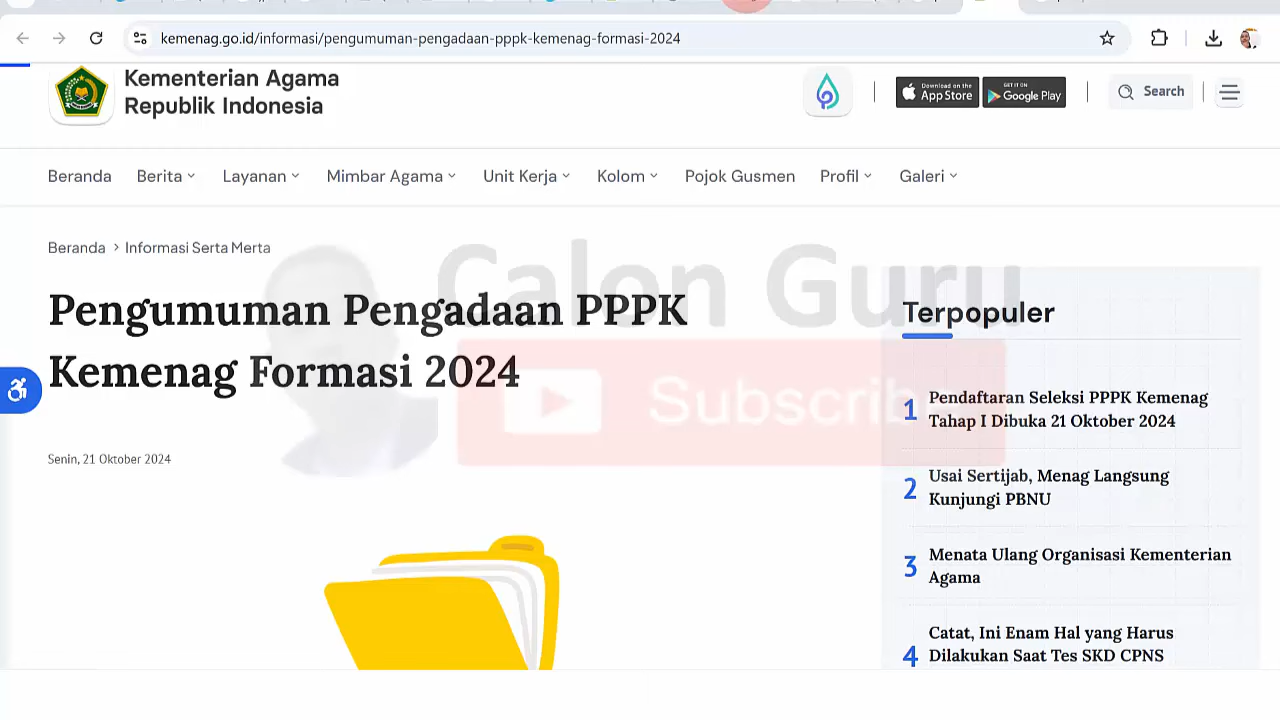 kemenag.go.id/informasi/pengumuman-pengadaan-pppk-kemenag-formasi-2024
Kementerian Agama
Republik Indonesia
Download on the
App Store
GET IT ON
Google Play
Search
Beranda
Berita
Layanan
Mimbar Agama
Unit Kerja
Kolom
Pojok Gusmen
Profil
Galeri
Beranda > Informasi Serta Merta
Calon Guru
Subscribe
Pengumuman Pengadaan PPPK
Kemenag Formasi 2024
Senin, 21 Oktober 2024
Terpopuler
1
Pendaftaran Seleksi PPPK Kemenag
Tahap I Dibuka 21 Oktober 2024
2
Usai Sertijab, Menag Langsung
Kunjungi PBNU
3
Menata Ulang Organisasi Kementerian
Agama
4
Catat, Ini Enam Hal yang Harus
Dilakukan Saat Tes SKD CPNS